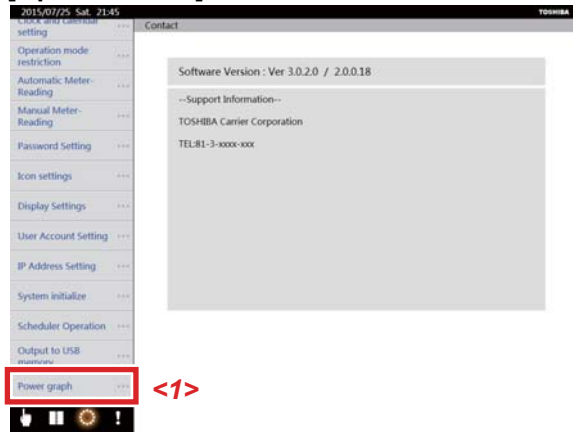 2015/07/25 Sat. 21:45
TOSHIBA
Clock and Calendar
setting
Contact
Operation mode
restriction
Automatic Meter-
Reading
Manual Meter-
Reading
Password Setting
Icon settings
Display Settings
User Account Setting
IP Address Setting
System initialize
Scheduler Operation
Output to USB
memory
Power graph
Software Version : Ver 3.0.2.0 / 2.0.0.18
--Support Information--
TOSHIBA Carrier Corporation
TEL:81-3-xxxx-xxx
<1>